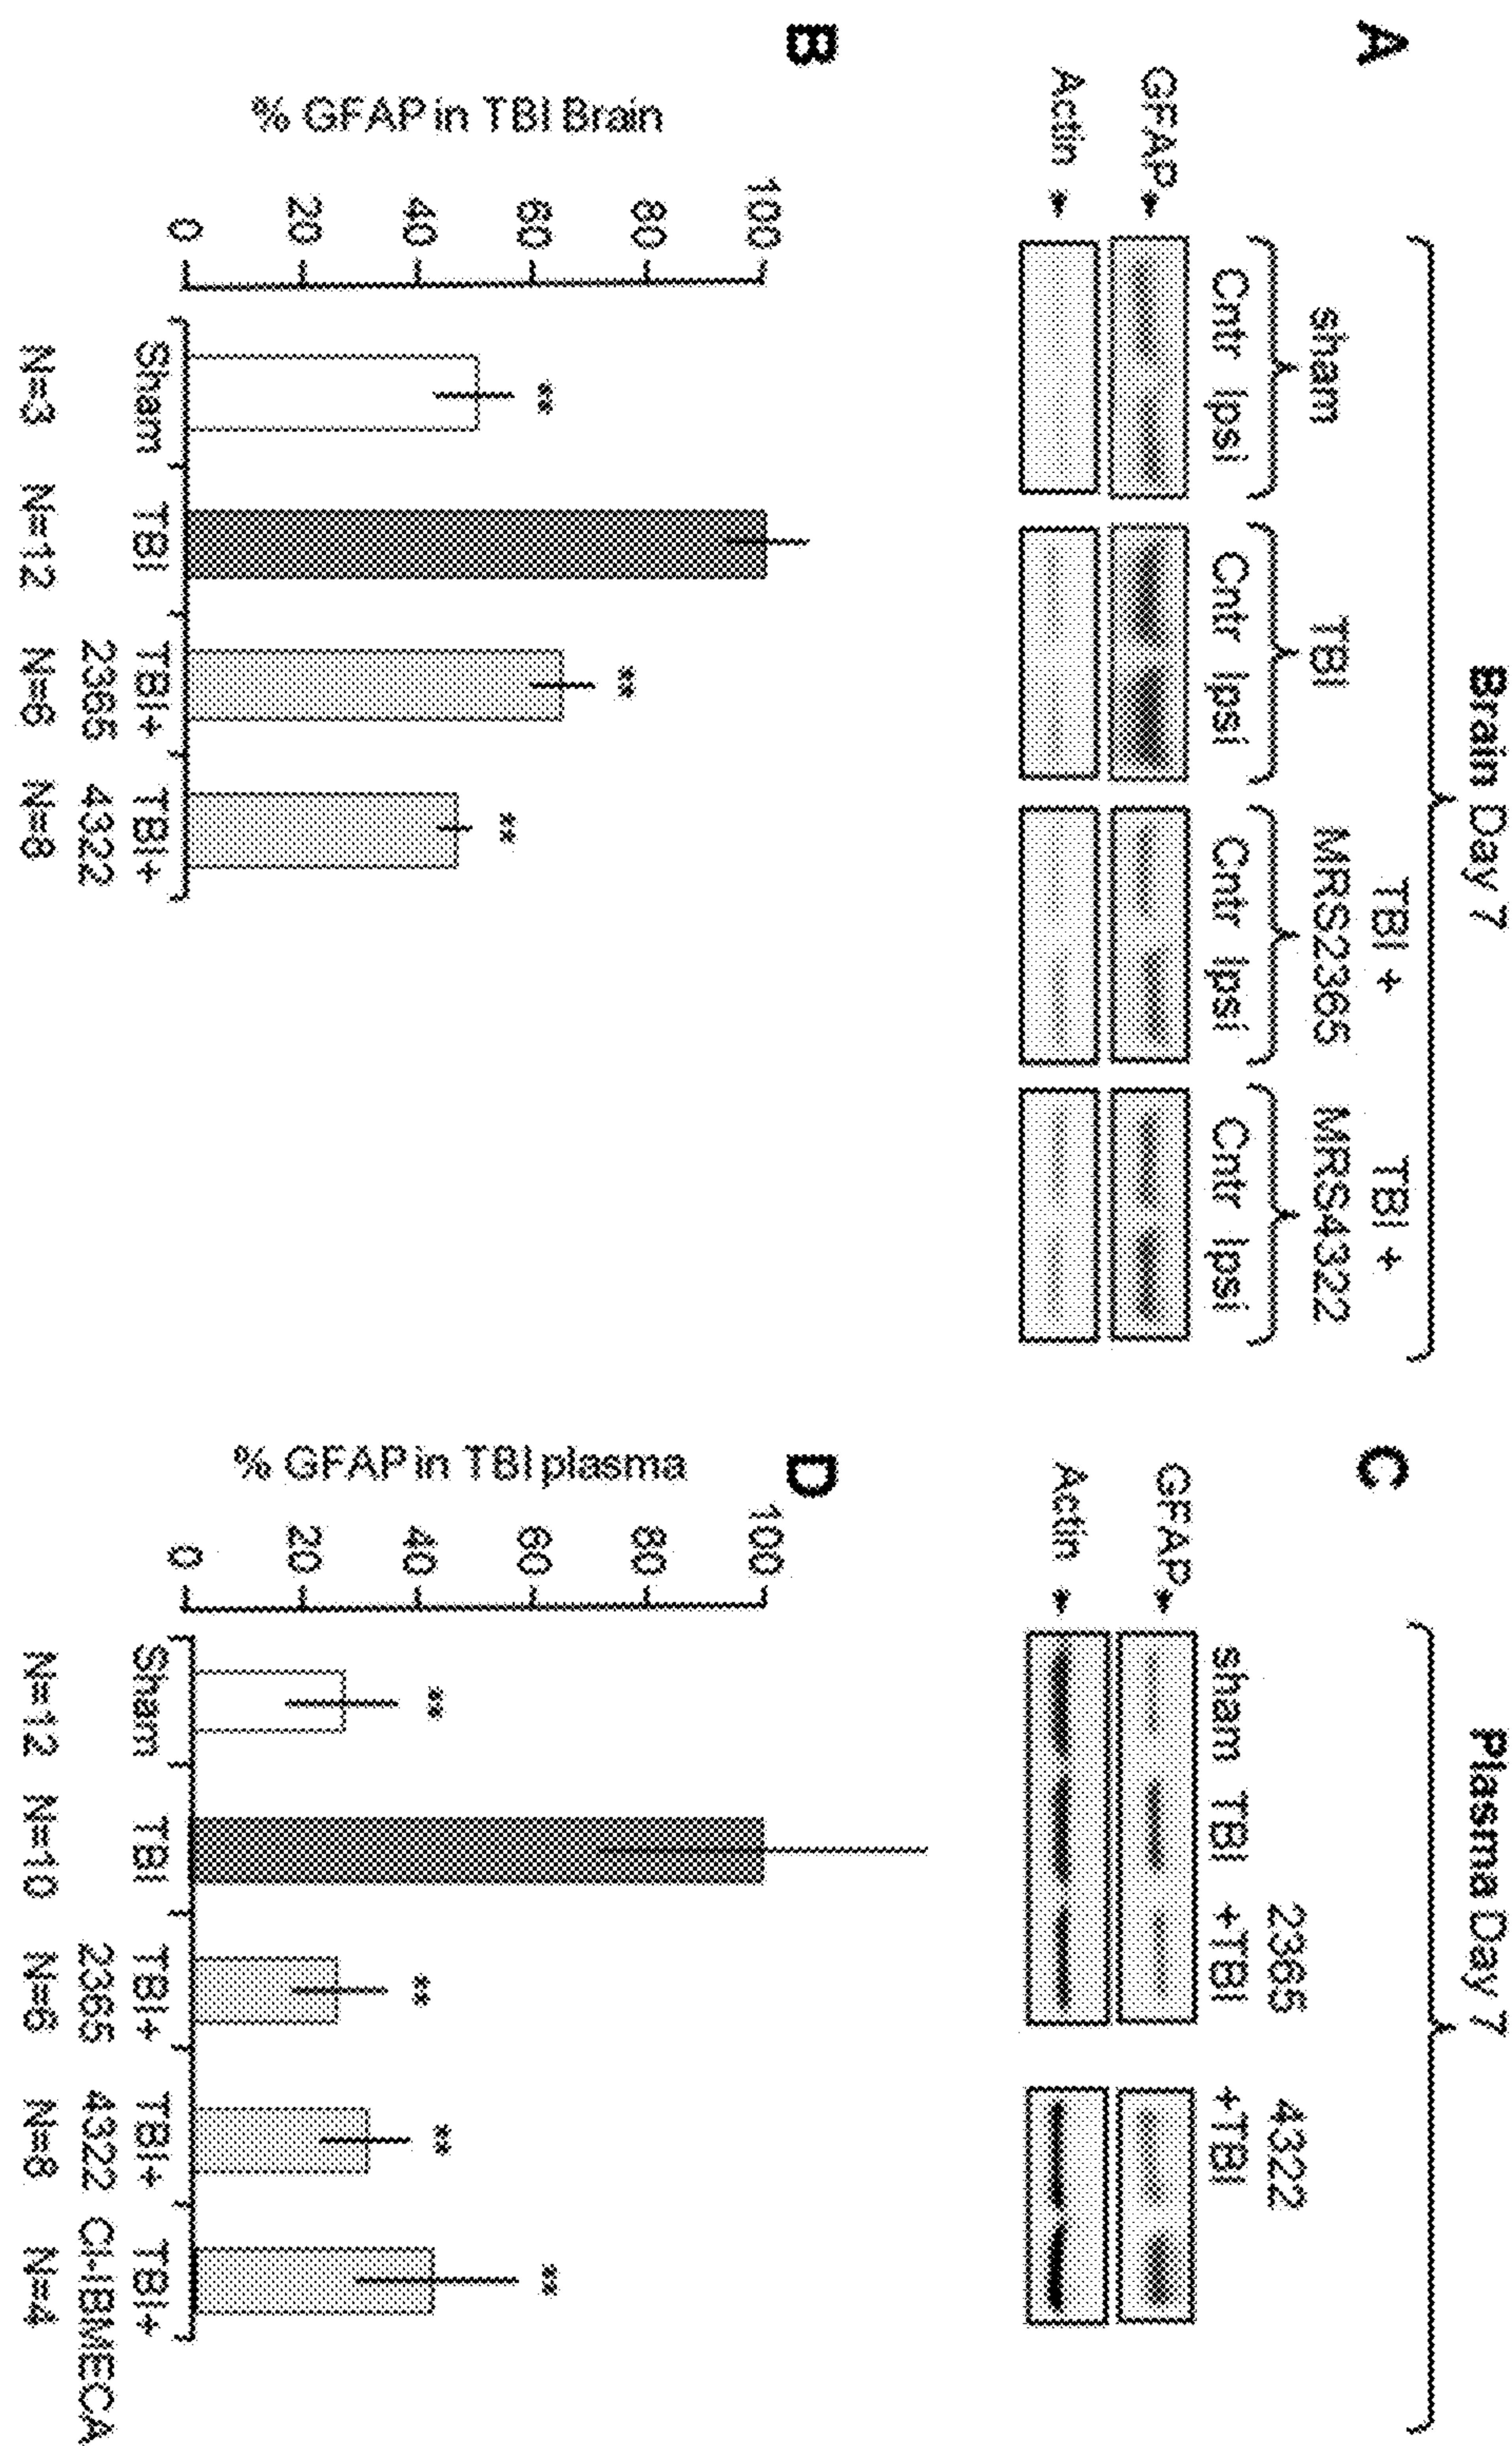 A
Brain Day 7
sham
TBI
TBI +
MRS2365
TBI +
MRS4322
Cntr Ipsi
Cntr Ipsi
Cntr Ipsi
Cntr Ipsi
GFAP
Actin
B
% GFAP in TBI Brain
100
80
60
40
20
0
Sham
TBI
TBI+
2365
TBI+
4322
N=3
N=12
N=6
N=8
**
**
**
C
Plasma Day 7
2365
4322
sham TBI +TBI
+TBI
GFAP
Actin
D
% GFAP in TBI plasma
100
80
60
40
20
0
**
**
**
**
Sham
TBI
TBI+
2365
TBI+
4322
TBI+
Cl-IBMECA
N=12
N=10
N=6
N=8
N=4